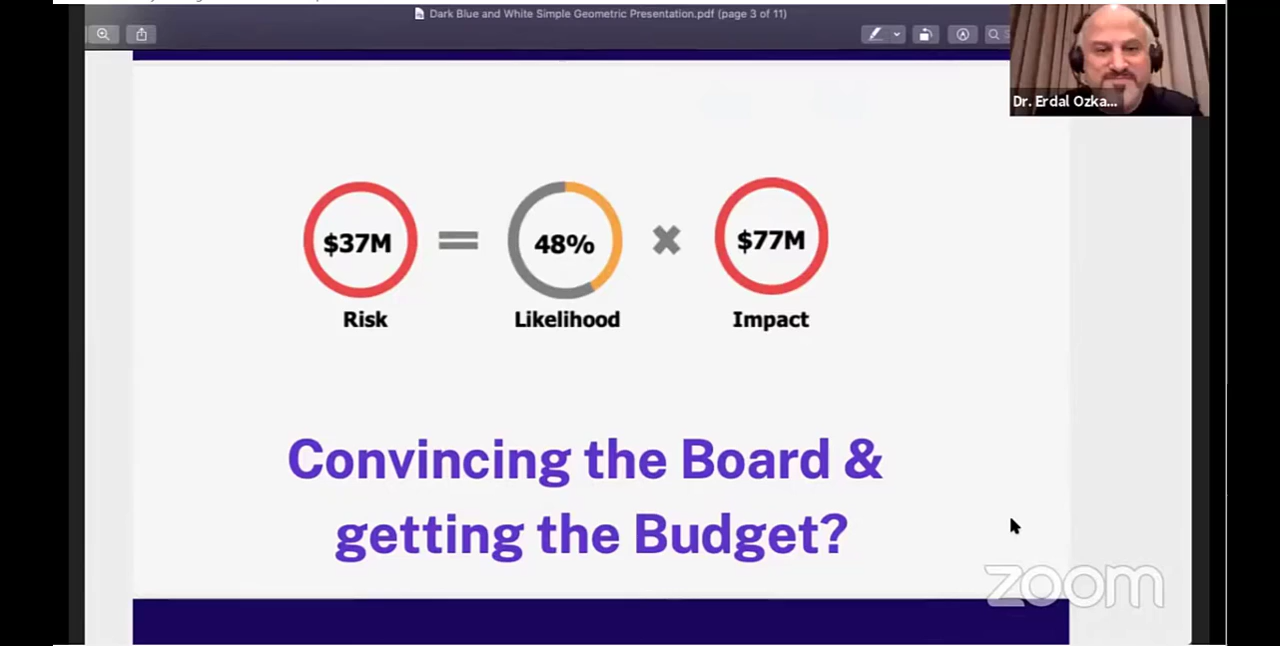 Dark Blue and White Simple Geometric Presentation.pdf (page 3 of 11)
Dr. Erdal Ozka...
$37M
=
48%
×
$77M
Risk
Likelihood
Impact
Convincing the Board &
getting the Budget?
zoom